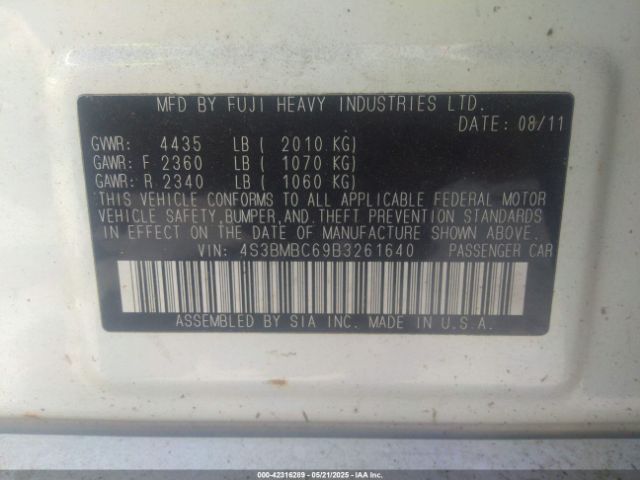 MFD BY FUJI HEAVY INDUSTRIES LTD.
DATE: 08/11
GVWR: 4435 LB ( 2010 KG)
GAWR: F 2360 LB ( 1070 KG)
GAWR: R 2340 LB ( 1060 KG)
THIS VEHICLE CONFORMS TO ALL APPLICABLE FEDERAL MOTOR
VEHICLE SAFETY,BUMPER,AND THEFT PREVENTION STANDARDS
IN EFFECT ON THE DATE OF MANUFACTURE SHOWN ABOVE.
VIN: 4S3BMBC69B3261640 PASSENGER CAR
ASSEMBLED BY SIA INC. MADE IN U.S.A.
000-42316289 - 05/21/2025 - IAA Inc.